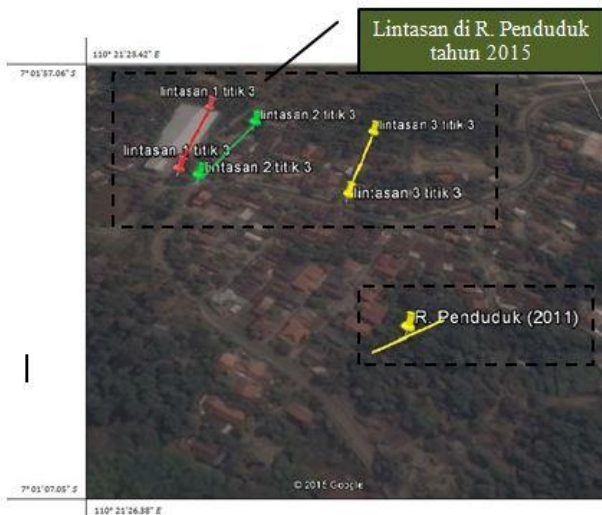 Lintasan di R. Penduduk
tahun 2015
110° 21'23.42" E
7° 01'57.06" S
lintasan 1 titik 3
lintasan 2 titik 3
lintasan 3 titik 3
lintasan 1 titik 3
lintasan 2 titik 3
lintasan 3 titik 3
R. Penduduk (2011)
© 2015 Google
7° 01'07.05" S
110° 21'26.38" E